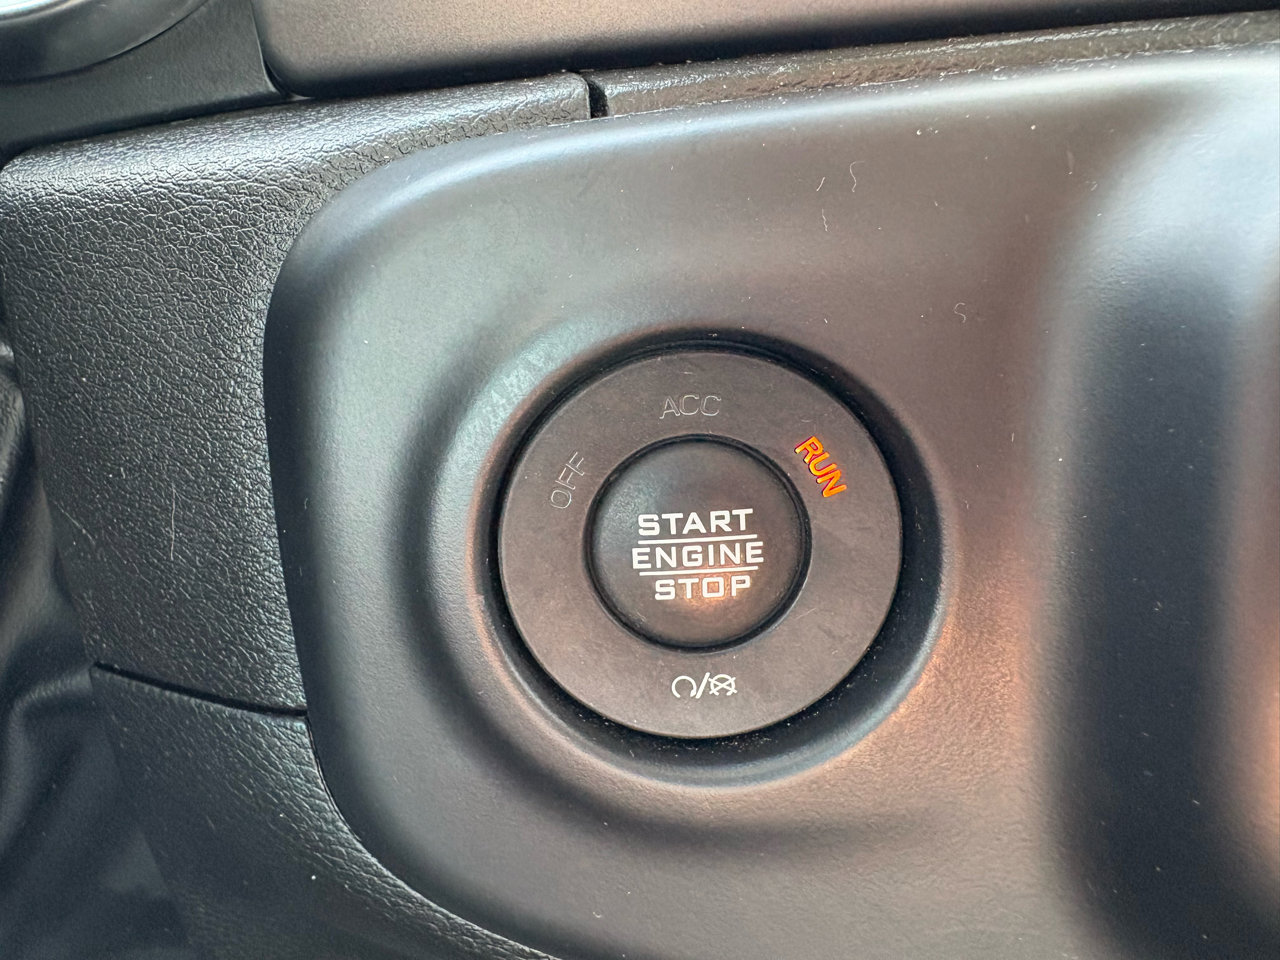 ACC
OFF
RUN
START
ENGINE
STOP